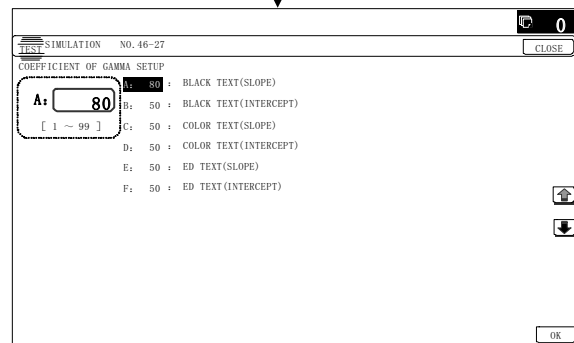 0
TEST SIMULATION NO.46-27
CLOSE
COEFFICIENT OF GAMMA SETUP
A: 80
[ 1 ~ 99 ]
A: 80 : BLACK TEXT(SLOPE)
B: 50 : BLACK TEXT(INTERCEPT)
C: 50 : COLOR TEXT(SLOPE)
D: 50 : COLOR TEXT(INTERCEPT)
E: 50 : ED TEXT(SLOPE)
F: 50 : ED TEXT(INTERCEPT)
OK